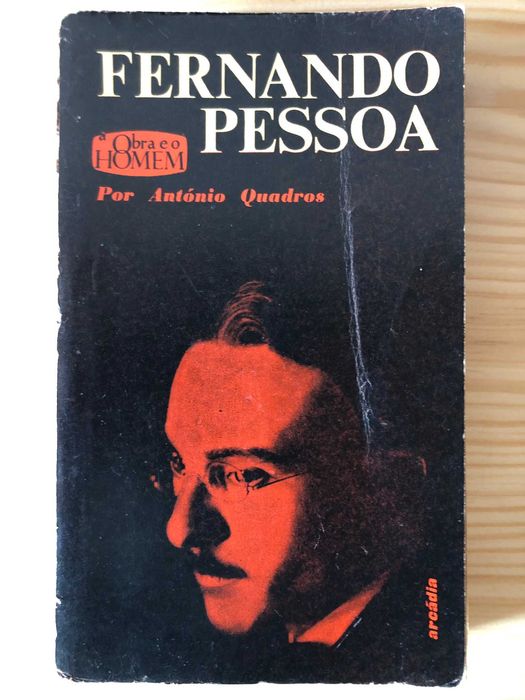 FERNANDO
PESSOA
a Obra e o
HOMEM
Por António Quadros
arcádia